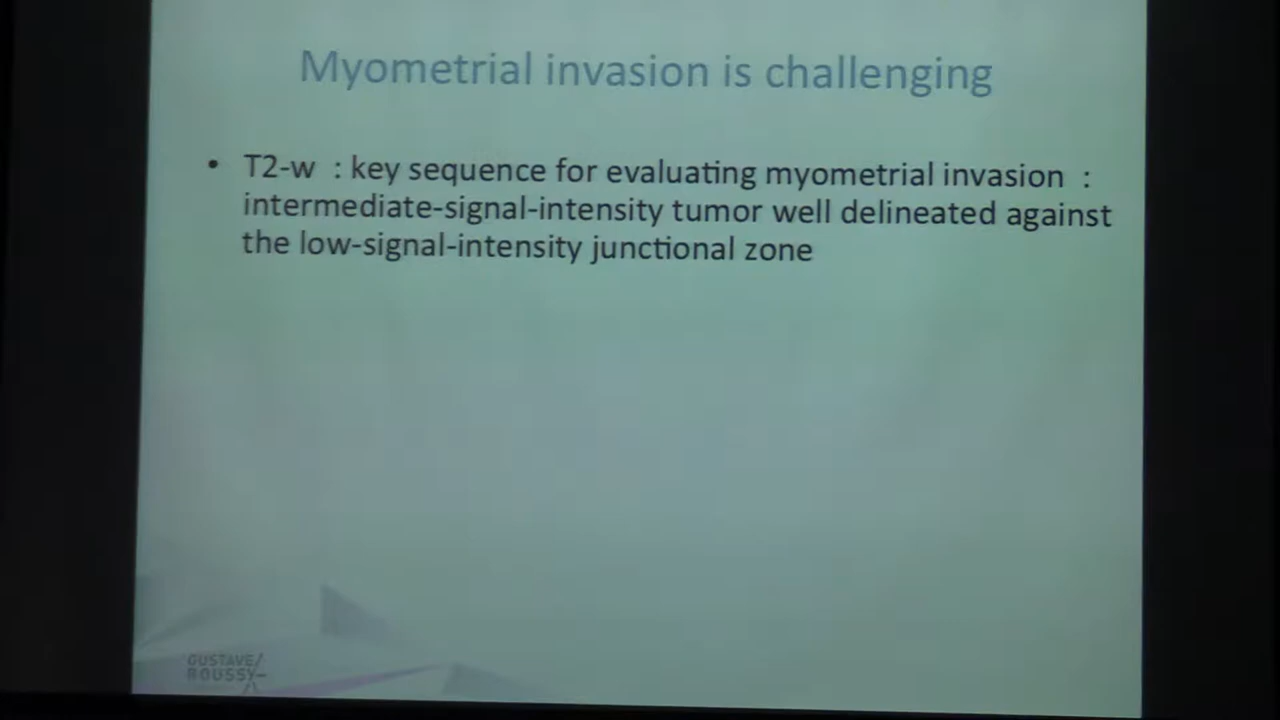 Myometrial invasion is challenging
• T2-w : key sequence for evaluating myometrial invasion :
intermediate-signal-intensity tumor well delineated against
the low-signal-intensity junctional zone
GUSTAVE/
ROUSSY